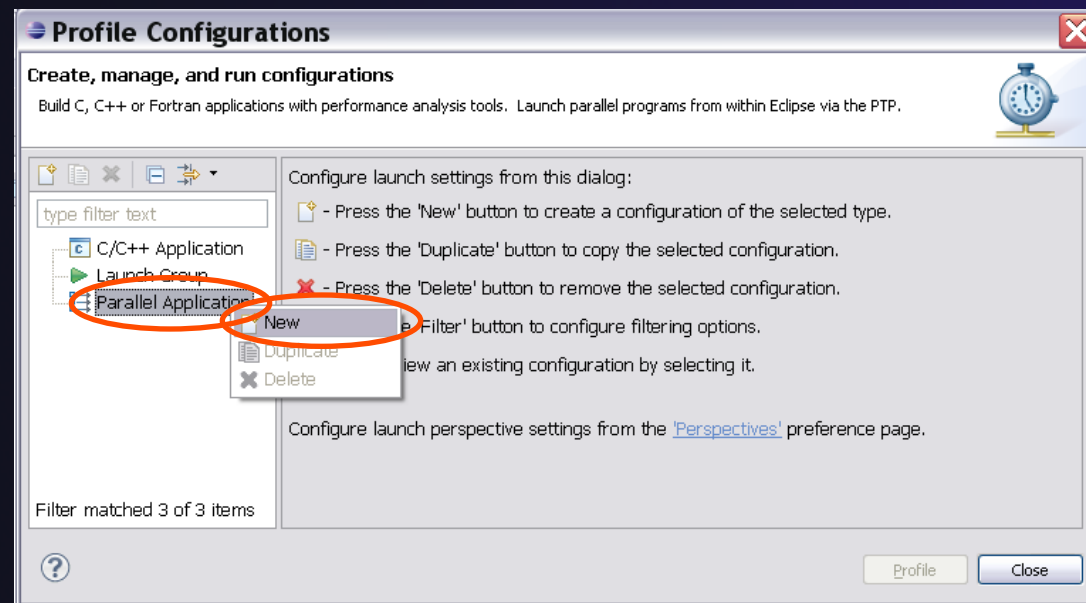 Profile Configurations
Create, manage, and run configurations
Build C, C++ or Fortran applications with performance analysis tools. Launch parallel programs from within Eclipse via the PTP.
type filter text
C/C++ Application
Launch Group
Parallel Application
New
Duplicate
Delete
Filter matched 3 of 3 items
Configure launch settings from this dialog:
- Press the 'New' button to create a configuration of the selected type.
- Press the 'Duplicate' button to copy the selected configuration.
- Press the 'Delete' button to remove the selected configuration.
Filter' button to configure filtering options.
an existing configuration by selecting it.
Configure launch perspective settings from the 'Perspectives' preference page.
Profile
Close